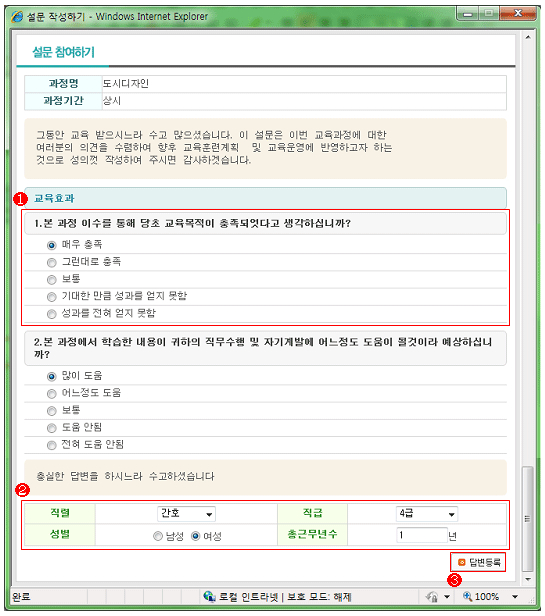 설문 작성하기 - Windows Internet Explorer
설문 참여하기
과정명 도시디자인
과정기간 상시
그동안 교육 받으시느라 수고 많으셨습니다. 이 설문은 이번 교육과정에 대한
여러분의 의견을 수렴하여 향후 교육훈련계획 및 교육운영에 반영하고자 하는
것으로 성의껏 작성하여 주시면 감사하겟습니다.
1
교육효과
1.본 과정 이수를 통해 당초 교육목적이 충족되엇다고 생각하십니까?
매우 충족
그런대로 충족
보통
기대한 만큼 성과를 얻지 못함
성과를 전혀 얻지 못함
2.본 과정에서 학습한 내용이 귀하의 직무수행 및 자기계발에 어느정도 도움이 될것이라 예상하십니
까?
많이 도움
어느정도 도움
보통
도움 안됨
전혀 도움 안됨
충실한 답변을 하시느라 수고하셨습니다
2
직렬 간호 직급 4급
성별 남성 여성 총근무년수 1 년
답변등록
3
완료 로컬 인트라넷 | 보호 모드: 해제 100%